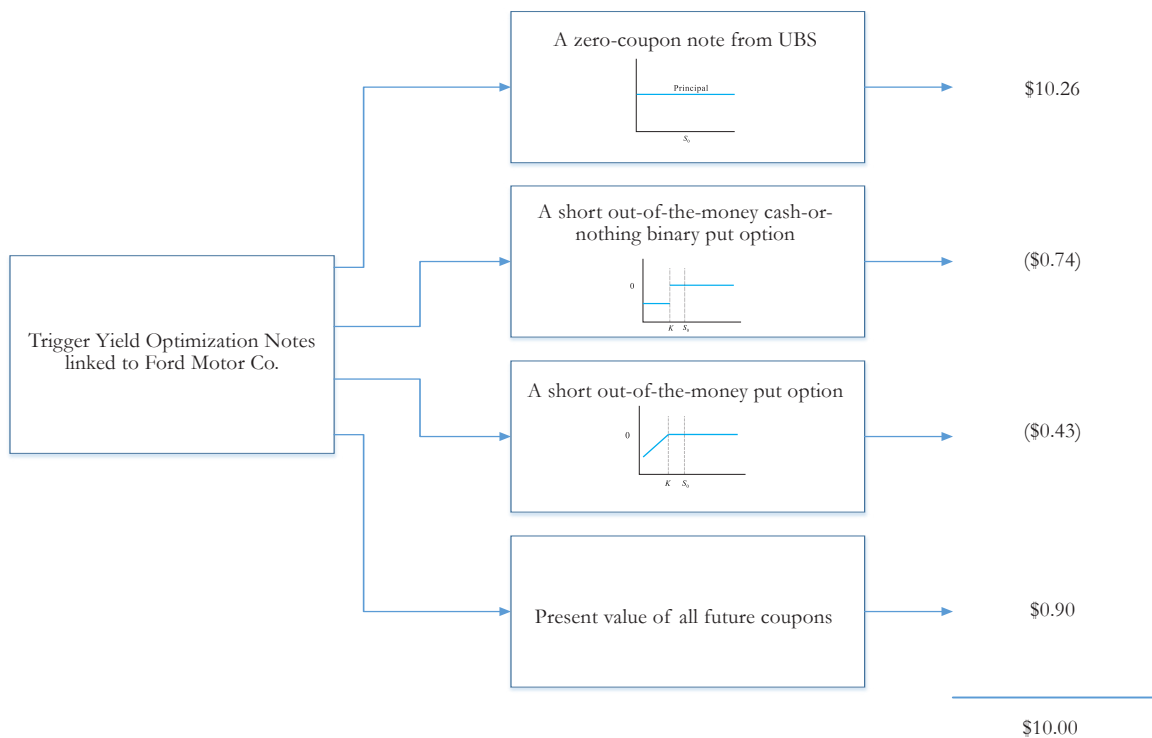 A zero-coupon note from UBS
Principal
S₀
$10.26
A short out-of-the-money cash-or-
nothing binary put option
0
K S₀
($0.74)
Trigger Yield Optimization Notes
linked to Ford Motor Co.
A short out-of-the-money put option
0
K S₀
($0.43)
Present value of all future coupons
$0.90
$10.00